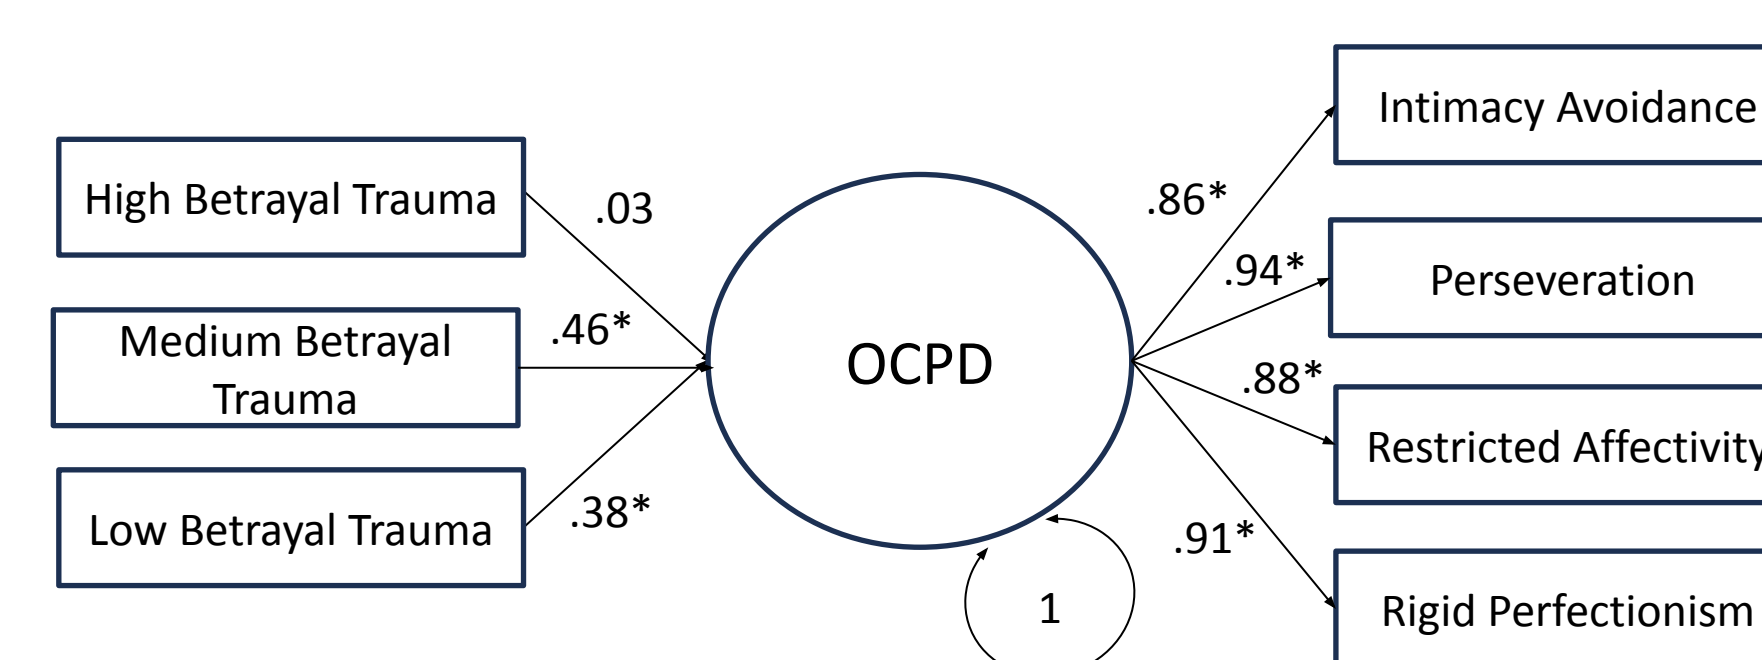 High Betrayal Trauma
.03
Medium Betrayal
Trauma
.46*
Low Betrayal Trauma
.38*
OCPD
1
.86*
Intimacy Avoidance
.94*
Perseveration
.88*
Restricted Affectivity
.91*
Rigid Perfectionism